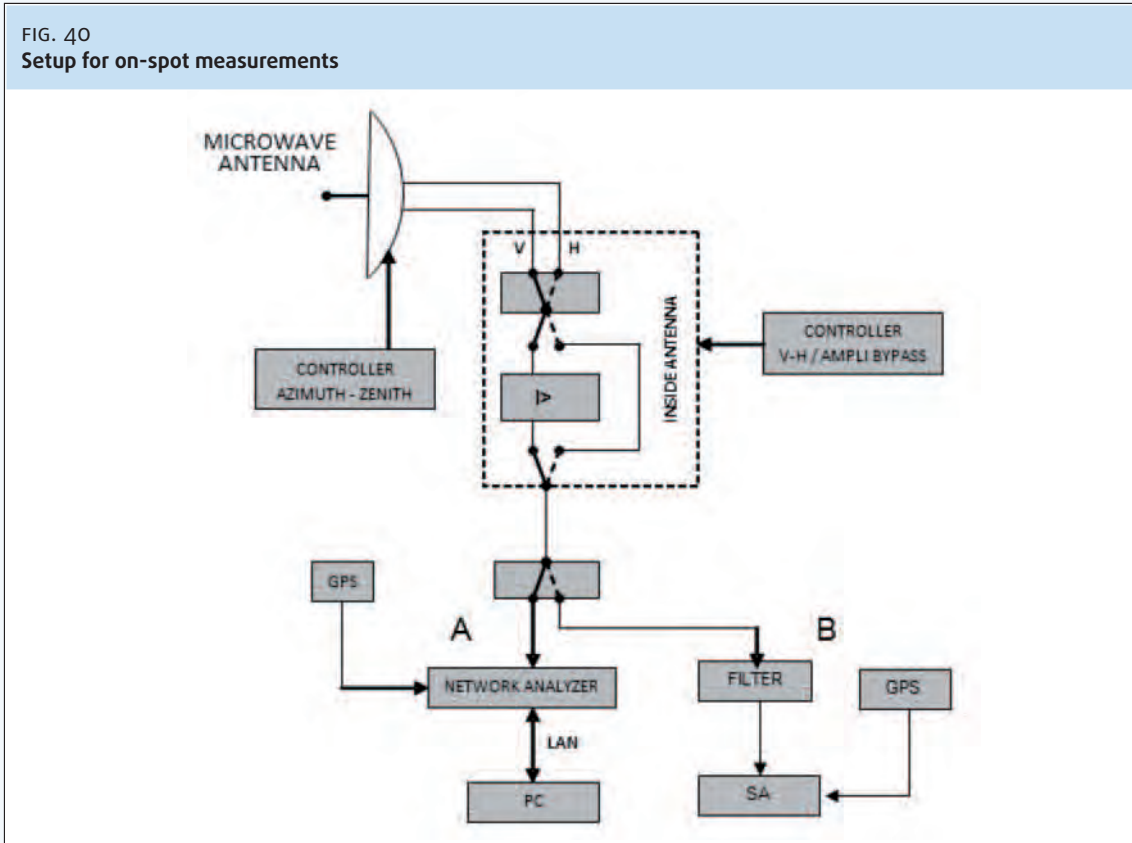 FIG. 40
Setup for on-spot measurements
MICROWAVE
ANTENNA
V
H
INSIDE ANTENNA
CONTROLLER
V-H / AMPLI BYPASS
CONTROLLER
AZIMUTH - ZENITH
GPS
A
B
NETWORK ANALYZER
FILTER
GPS
LAN
PC
SA